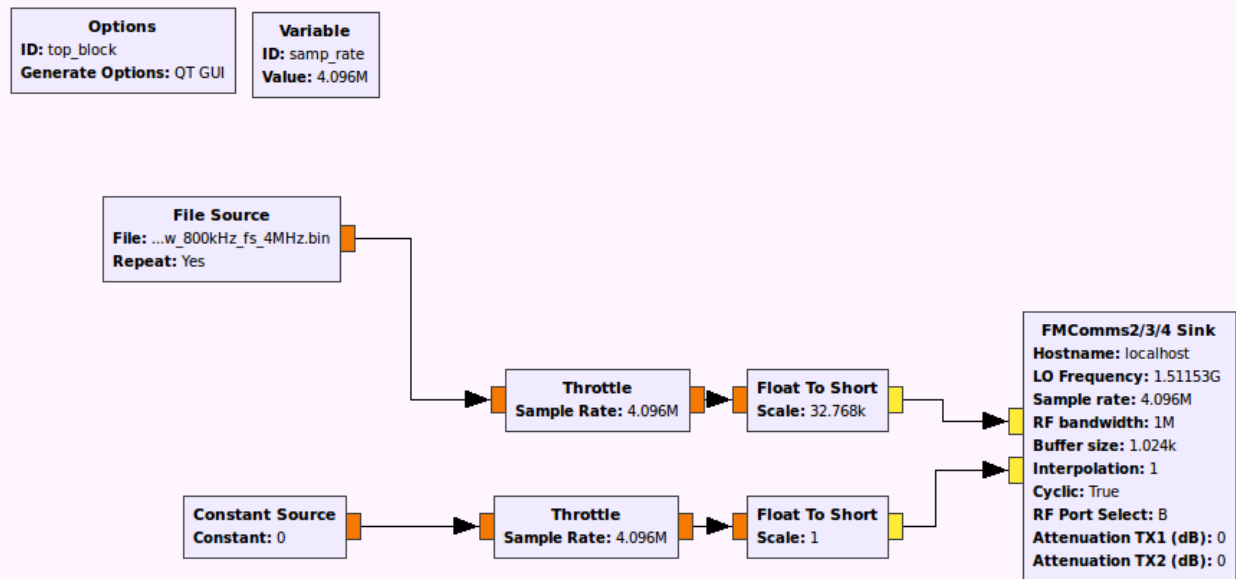 Options
ID: top_block
Generate Options: QT GUI
Variable
ID: samp_rate
Value: 4.096M
File Source
File: ...w_800kHz_fs_4MHz.bin
Repeat: Yes
Throttle
Sample Rate: 4.096M
Float To Short
Scale: 32.768k
Constant Source
Constant: 0
Throttle
Sample Rate: 4.096M
Float To Short
Scale: 1
FMComms2/3/4 Sink
Hostname: localhost
LO Frequency: 1.51153G
Sample rate: 4.096M
RF bandwidth: 1M
Buffer size: 1.024k
Interpolation: 1
Cyclic: True
RF Port Select: B
Attenuation TX1 (dB): 0
Attenuation TX2 (dB): 0